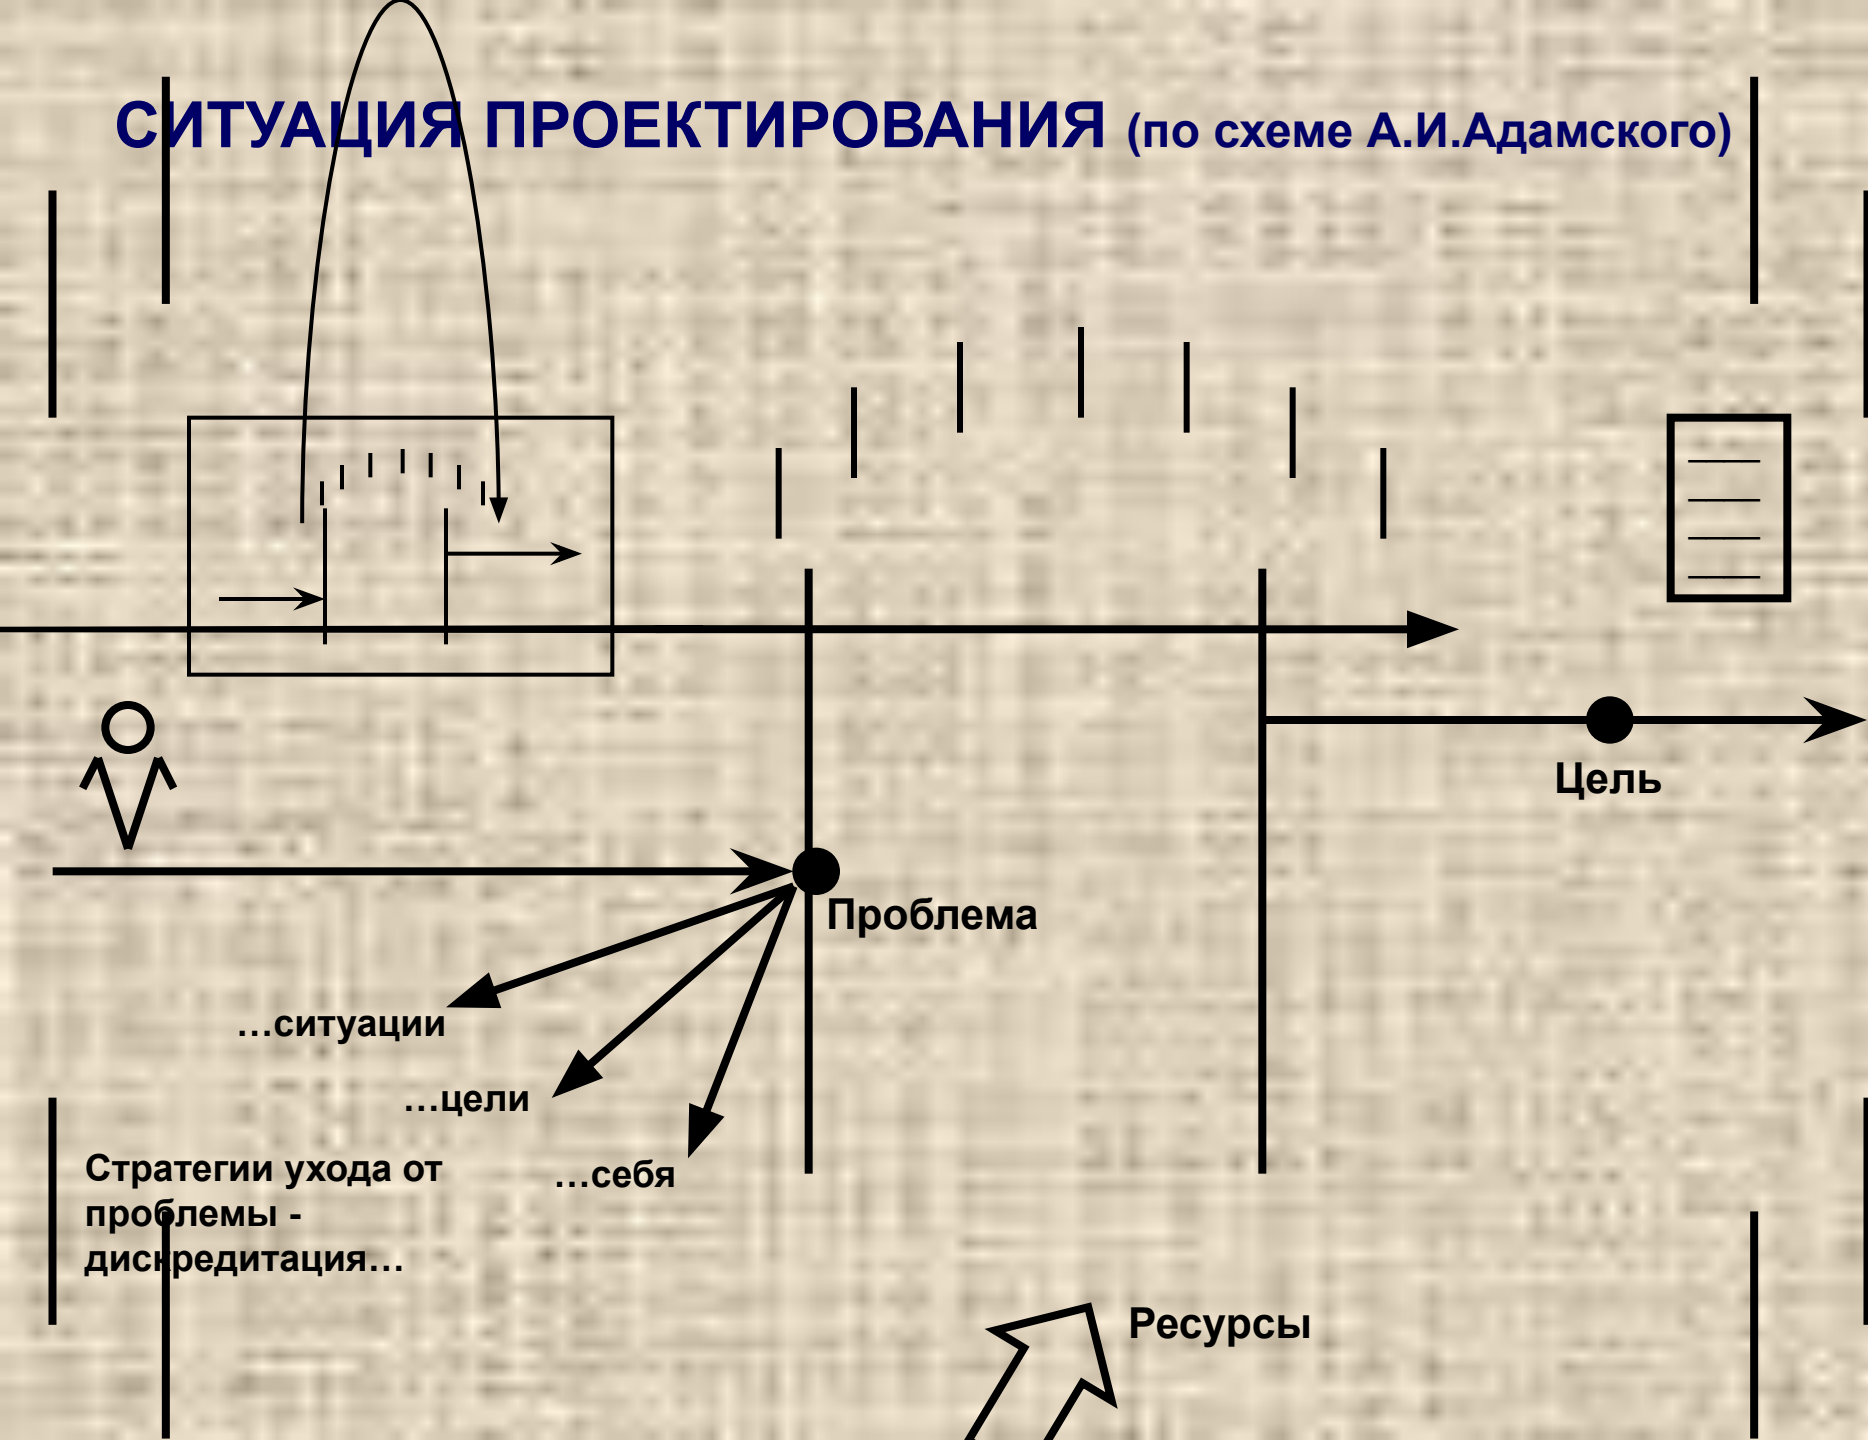 СИТУАЦИЯ ПРОЕКТИРОВАНИЯ (по схеме А.И.Адамского)
Цель
Проблема
…ситуации
…цели
…себя
Стратегии ухода от
проблемы -
дискредитация…
Ресурсы